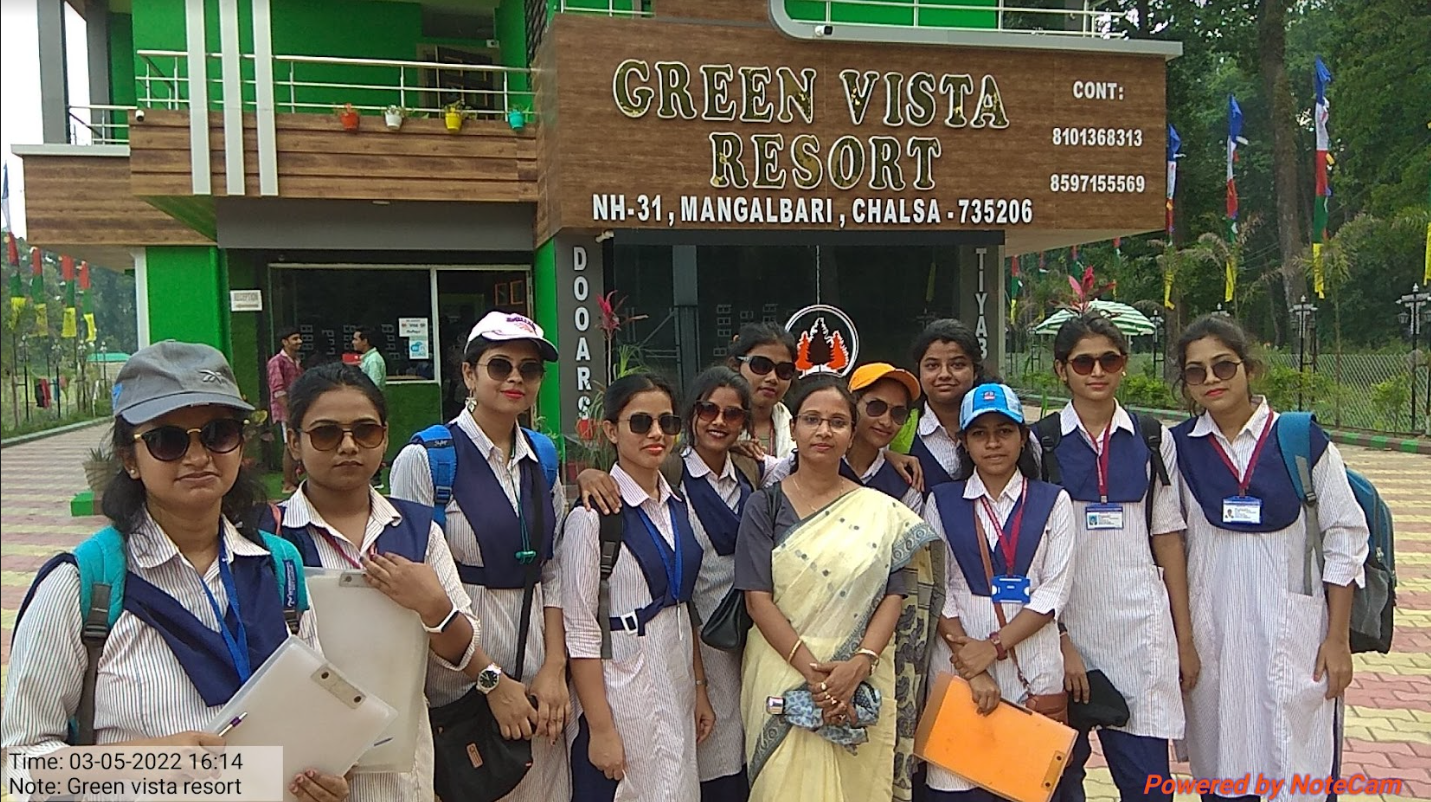 GREEN VISTA
RESORT
NH-31, MANGALBARI, CHALSA - 735206
CONT:
8101368313
8597155569
RECEPTION
DOOARS
Time: 03-05-2022 16:14
Note: Green vista resort
Powered by NoteCam